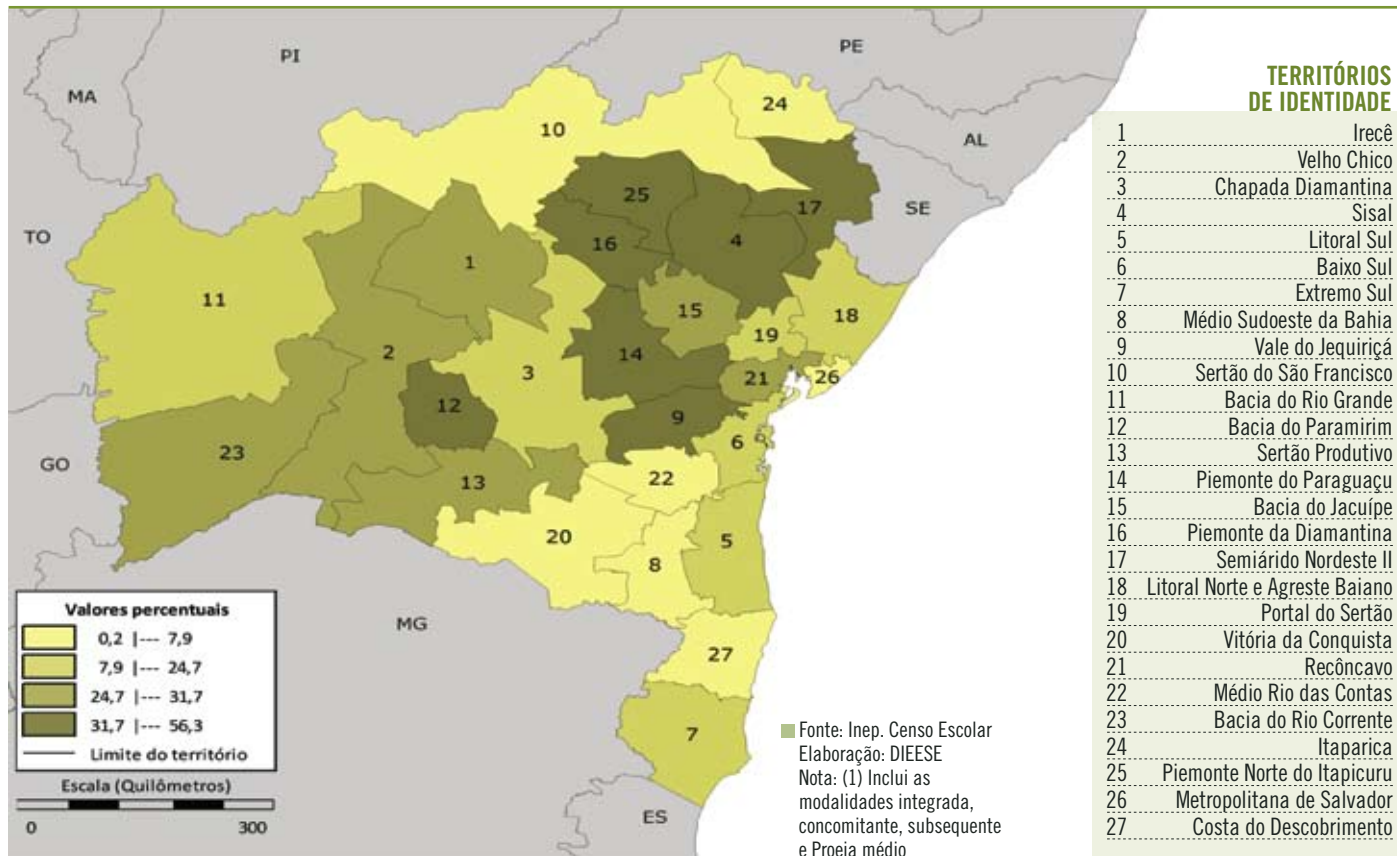 PI
PE
MA
24
10
AL
25
17
SE
TO
16
4
1
11
15
18
19
2
14
3
21
26
12
9
6
23
GO
22
13
20
5
8
MG
27
7
ES
Valores percentuais
0,2 |--- 7,9
7,9 |--- 24,7
24,7 |--- 31,7
31,7 |--- 56,3
Limite do território
Escala (Quilômetros)
0 300
Fonte: Inep. Censo Escolar
Elaboração: DIEESE
Nota: (1) Inclui as
modalidades integrada,
concomitante, subsequente
e Proeja médio
TERRITÓRIOS
DE IDENTIDADE
1 Irecê
2 Velho Chico
3 Chapada Diamantina
4 Sisal
5 Litoral Sul
6 Baixo Sul
7 Extremo Sul
8 Médio Sudoeste da Bahia
9 Vale do Jequiriçá
10 Sertão do São Francisco
11 Bacia do Rio Grande
12 Bacia do Paramirim
13 Sertão Produtivo
14 Piemonte do Paraguaçu
15 Bacia do Jacuípe
16 Piemonte da Diamantina
17 Semiárido Nordeste II
18 Litoral Norte e Agreste Baiano
19 Portal do Sertão
20 Vitória da Conquista
21 Recôncavo
22 Médio Rio das Contas
23 Bacia do Rio Corrente
24 Itaparica
25 Piemonte Norte do Itapicuru
26 Metropolitana de Salvador
27 Costa do Descobrimento